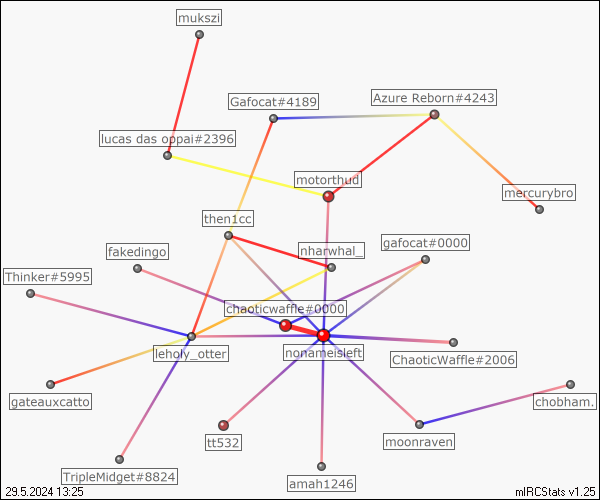 mukszi
Azure Reborn#4243
Gafocat#4189
lucas das oppai#2396
motorthud
mercurybro
then1cc
nharwhal_
gafocat#0000
fakedingo
Thinker#5995
chaoticwaffle#0000
leholy_otter
nonameisleft
ChaoticWaffle#2006
gateauxcatto
chobham.
tt532
moonraven
TripleMidget#8824
amah1246
29.5.2024 13:25
mIRCStats v1.25